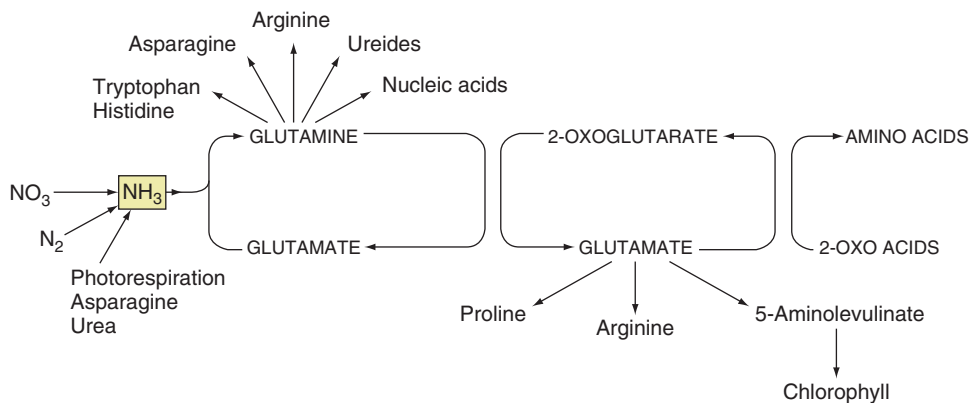 Arginine
Asparagine
Ureides
Tryptophan
Histidine
Nucleic acids
GLUTAMINE
2-OXOGLUTARATE
AMINO ACIDS
NO₃
NH₃
N₂
GLUTAMATE
GLUTAMATE
2-OXO ACIDS
Photorespiration
Asparagine
Urea
Proline
Arginine
5-Aminolevulinate
Chlorophyll